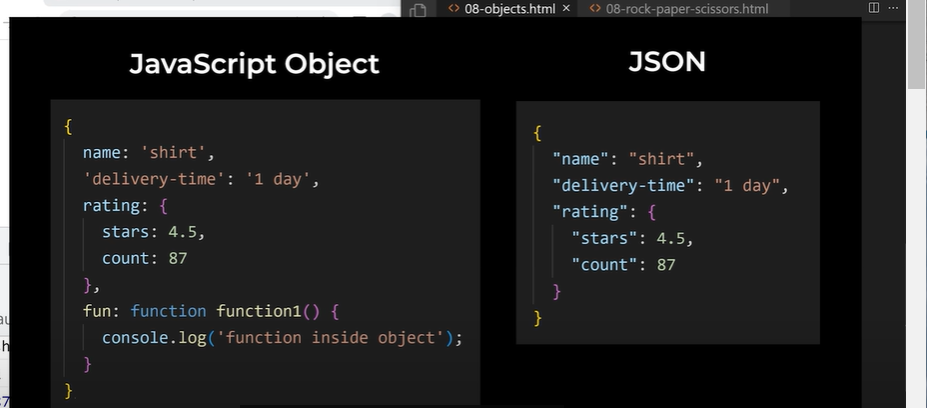 08-objects.html
08-rock-paper-scissors.html
JavaScript Object
{
name: 'shirt',
'delivery-time': '1 day',
rating: {
stars: 4.5,
count: 87
},
fun: function function1() {
console.log('function inside object');
}
}
JSON
{
"name": "shirt",
"delivery-time": "1 day",
"rating": {
"stars": 4.5,
"count": 87
}
}